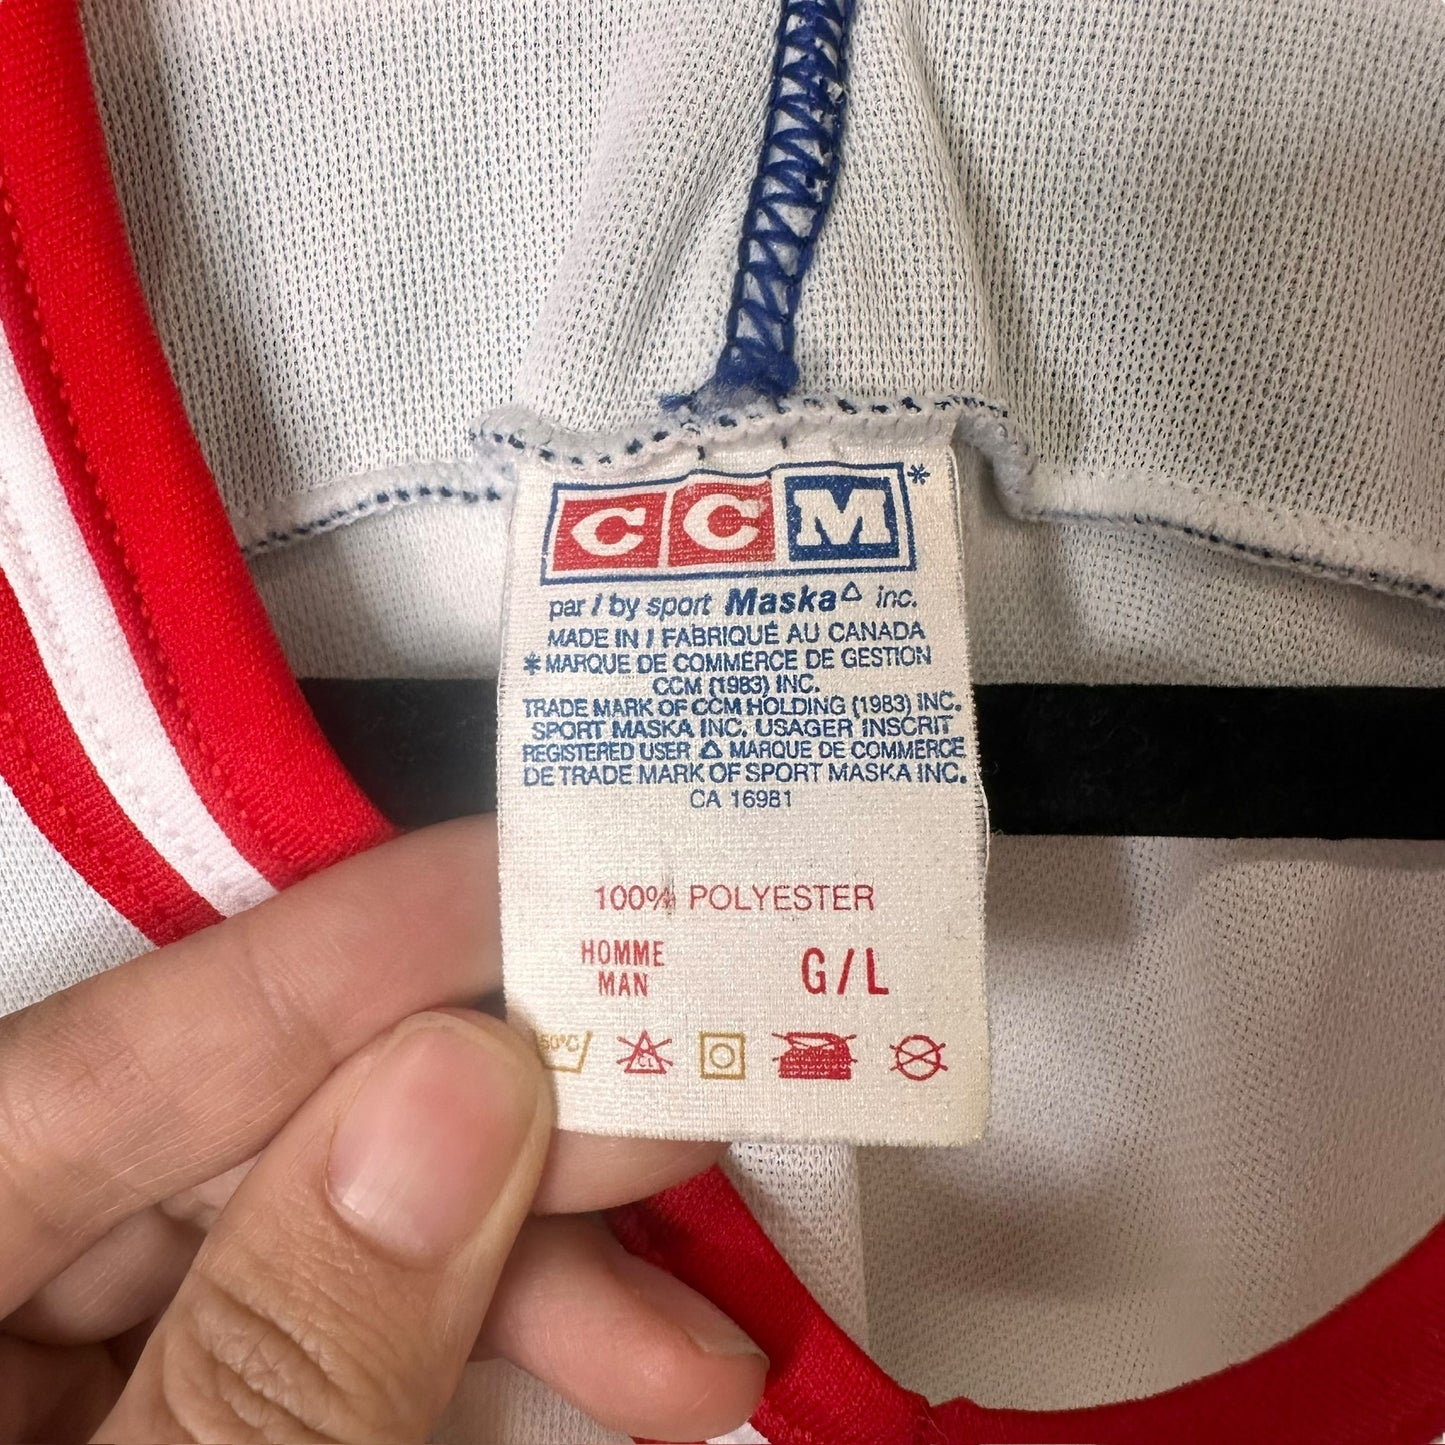 CCM*
par / by sport Maska△ inc.
MADE IN / FABRIQUÉ AU CANADA
* MARQUE DE COMMERCE DE GESTION
CCM (1983) INC.
TRADE MARK OF CCM HOLDING (1983) INC.
SPORT MASKA INC. USAGER INSCRIT
REGISTERED USER △ MARQUE DE COMMERCE
DE TRADE MARK OF SPORT MASKA INC.
CA 16981
100% POLYESTER
HOMME
MAN
G/L
50°C
CL